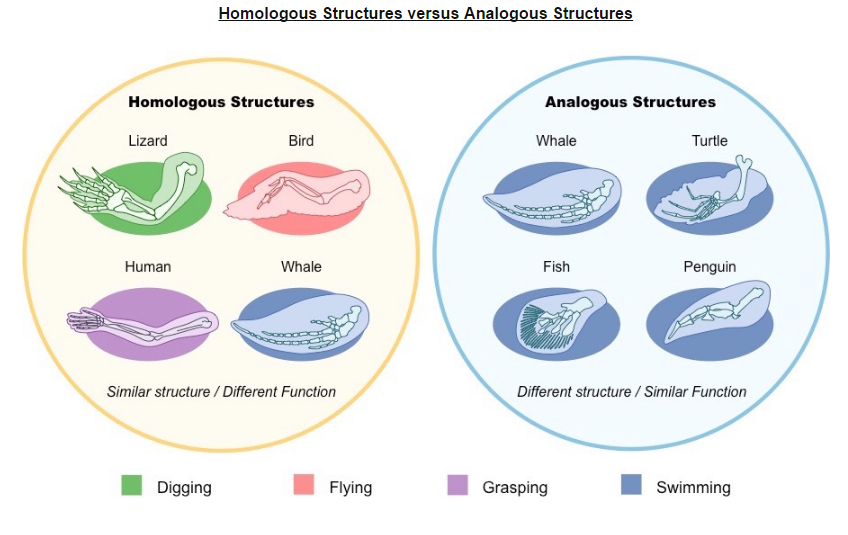 Homologous Structures versus Analogous Structures
Homologous Structures
Lizard Bird
Human Whale
Similar structure / Different Function
Analogous Structures
Whale Turtle
Fish Penguin
Different structure / Similar Function
Digging Flying Grasping Swimming